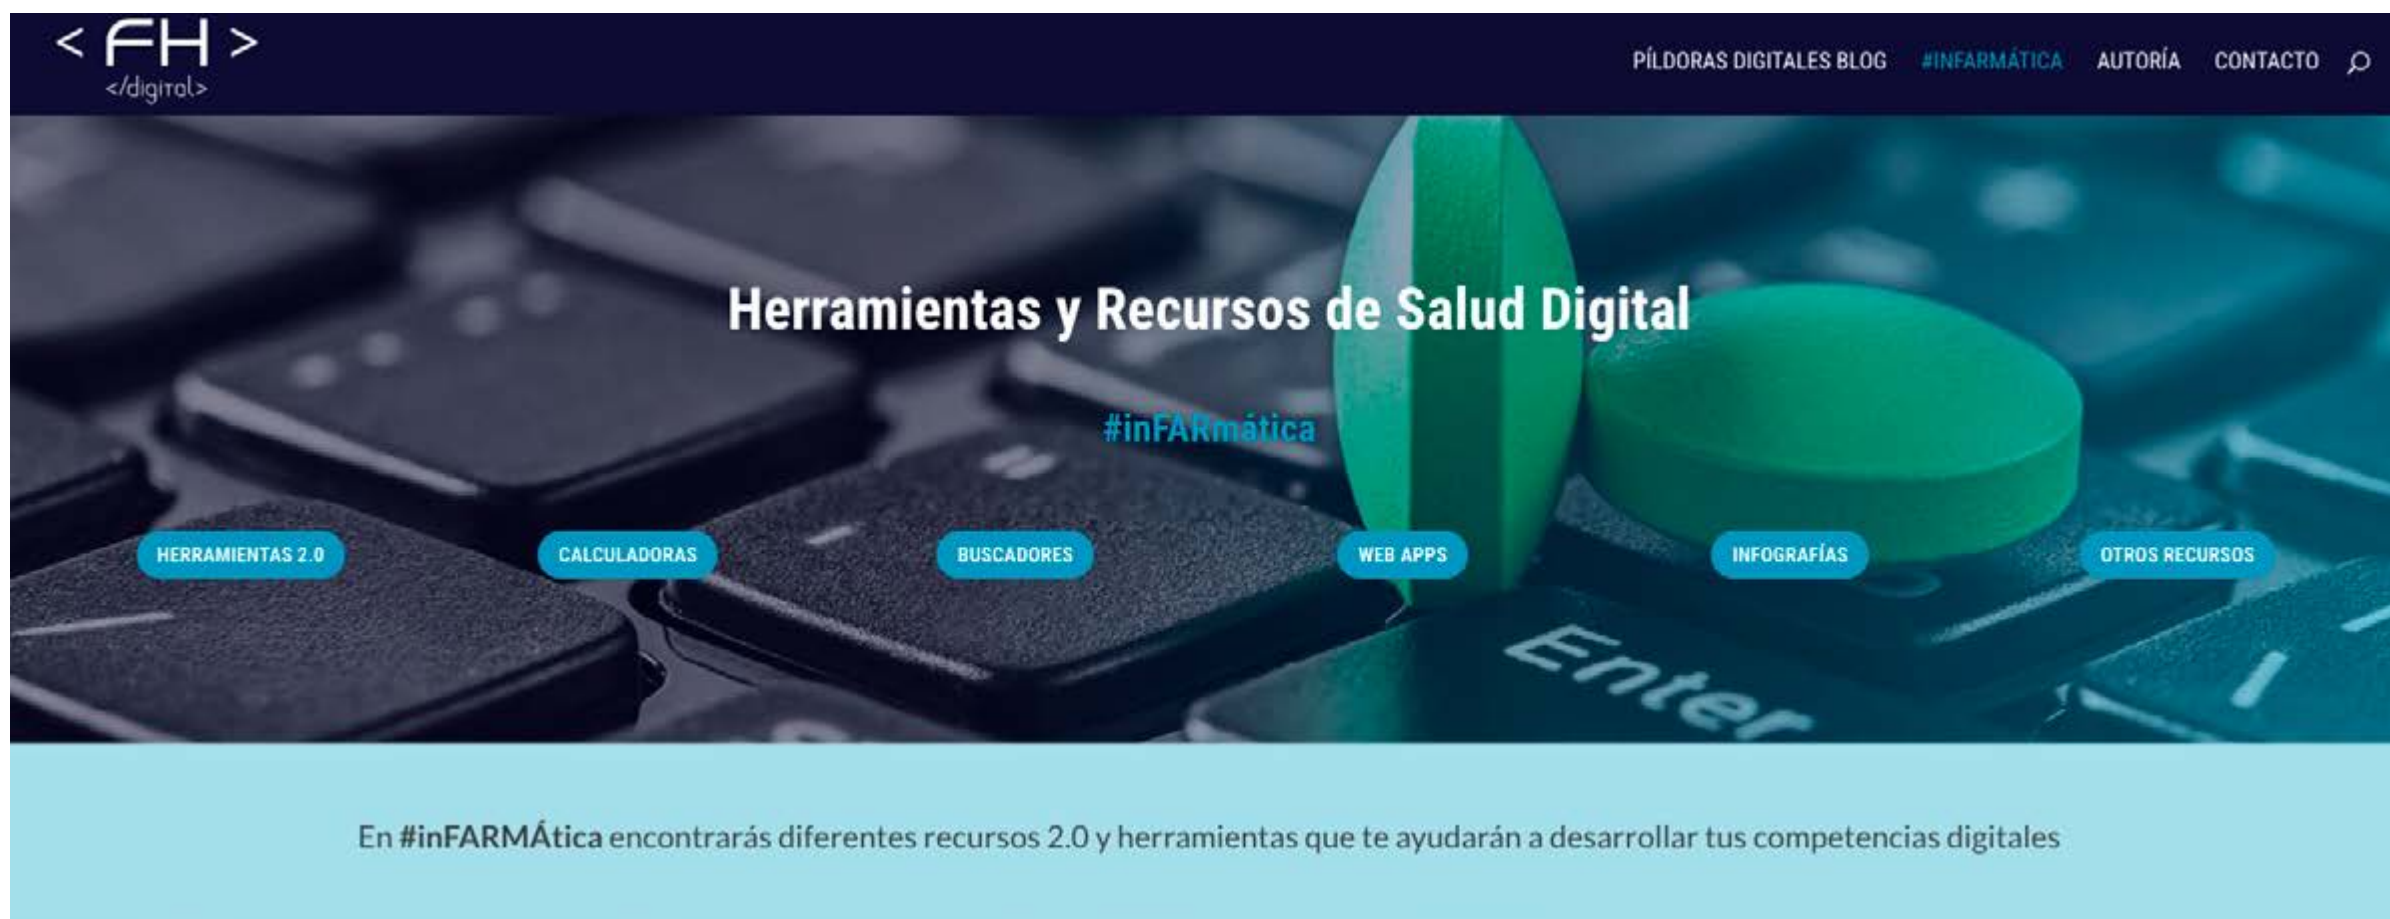 < FH >
</digital>
PÍLDORAS DIGITALES BLOG #INFARMÁTICA AUTORÍA CONTACTO
Herramientas y Recursos de Salud Digital
#inFARmática
HERRAMIENTAS 2.0 CALCULADORAS BUSCADORES WEB APPS INFOGRAFÍAS OTROS RECURSOS
Enter
En #inFARMÁtica encontrarás diferentes recursos 2.0 y herramientas que te ayudarán a desarrollar tus competencias digitales